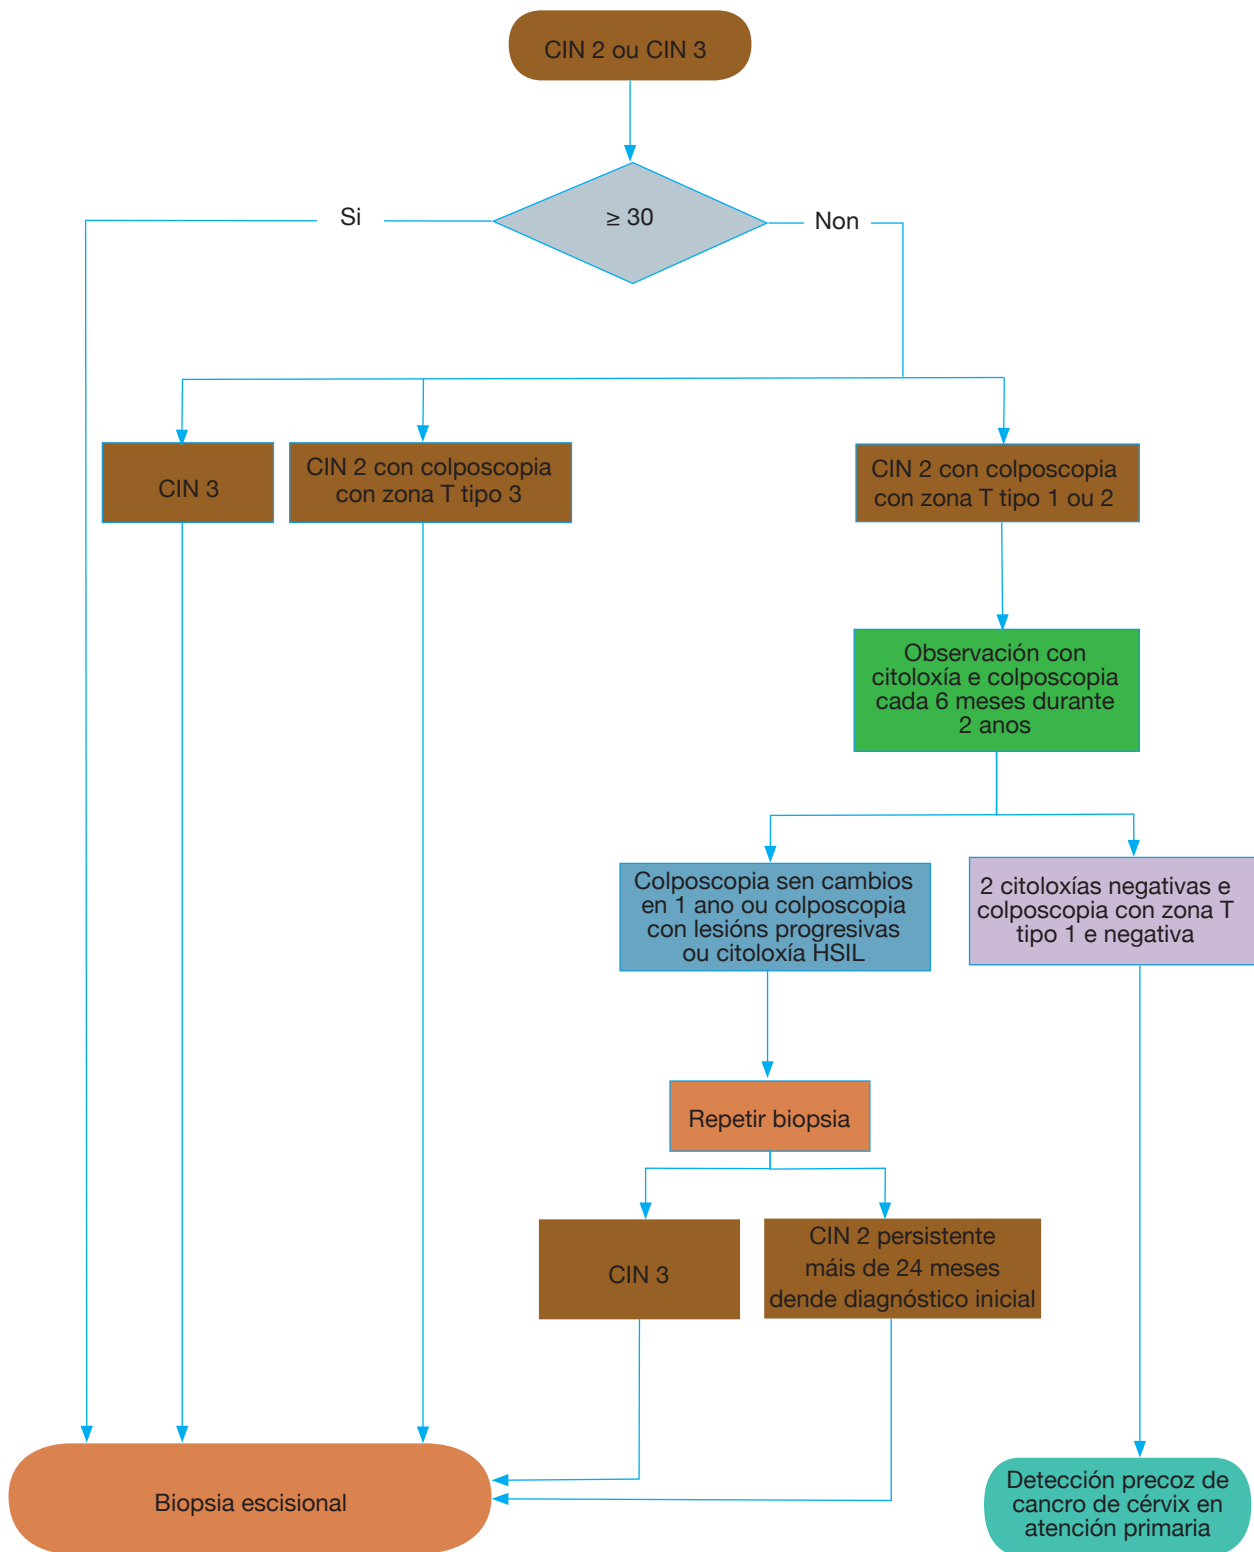 CIN 2 ou CIN 3
≥ 30
Si
Non
CIN 3
CIN 2 con colposcopia
con zona T tipo 3
CIN 2 con colposcopia
con zona T tipo 1 ou 2
Observación con
citoloxía e colposcopia
cada 6 meses durante
2 anos
Colposcopia sen cambios
en 1 ano ou colposcopia
con lesións progresivas
ou citoloxía HSIL
2 citoloxías negativas e
colposcopia con zona T
tipo 1 e negativa
Repetir biopsia
CIN 3
CIN 2 persistente
máis de 24 meses
dende diagnóstico inicial
Biopsia escisional
Detección precoz de
cancro de cérvix en
atención primaria